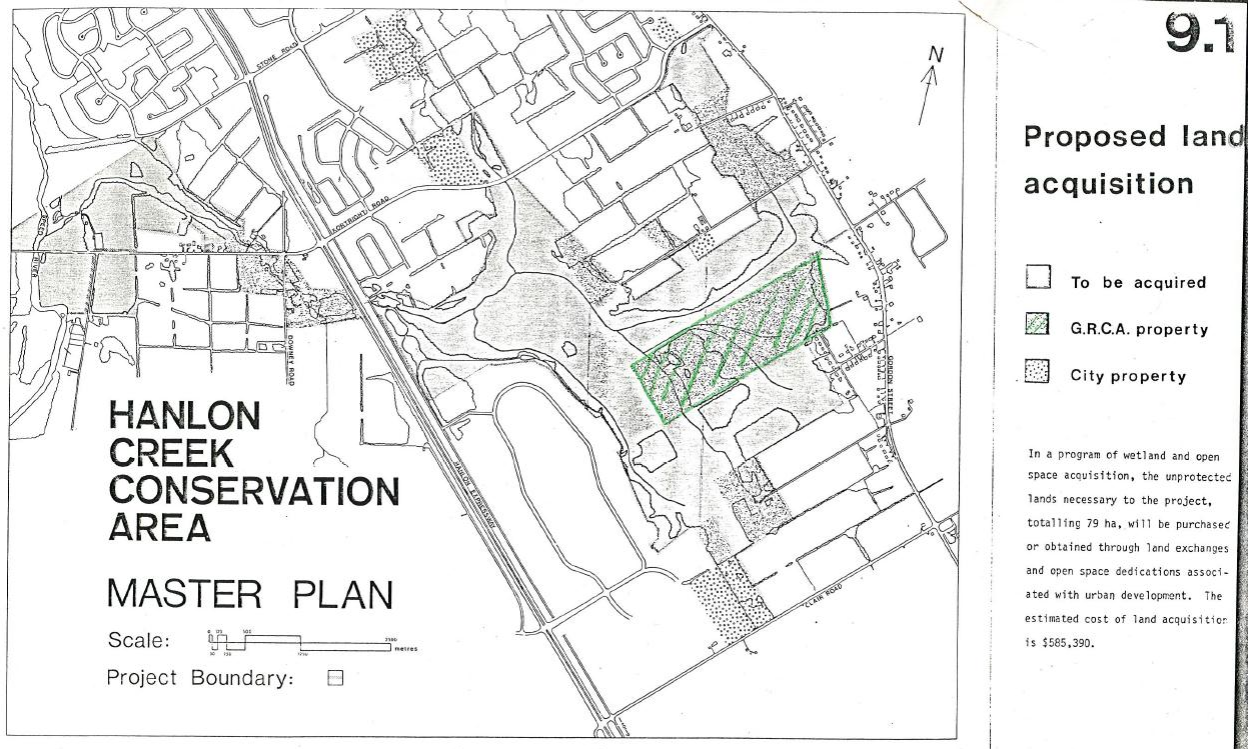 9.1
Proposed land
acquisition
To be acquired
G.R.C.A. property
City property
In a program of wetland and open
space acquisition, the unprotected
lands necessary to the project,
totalling 79 ha, will be purchased
or obtained through land exchanges
and open space dedications associ-
ated with urban development. The
estimated cost of land acquisition
is $585,390.
N
STONE ROAD
KORTRIGHT ROAD
SPEED
RIVER
DOWNEY ROAD
HANLON EXPRESSWAY
GORDON STREET
CLAIR ROAD
HANLON
CREEK
CONSERVATION
AREA
MASTER PLAN
Scale:
metres
Project Boundary: